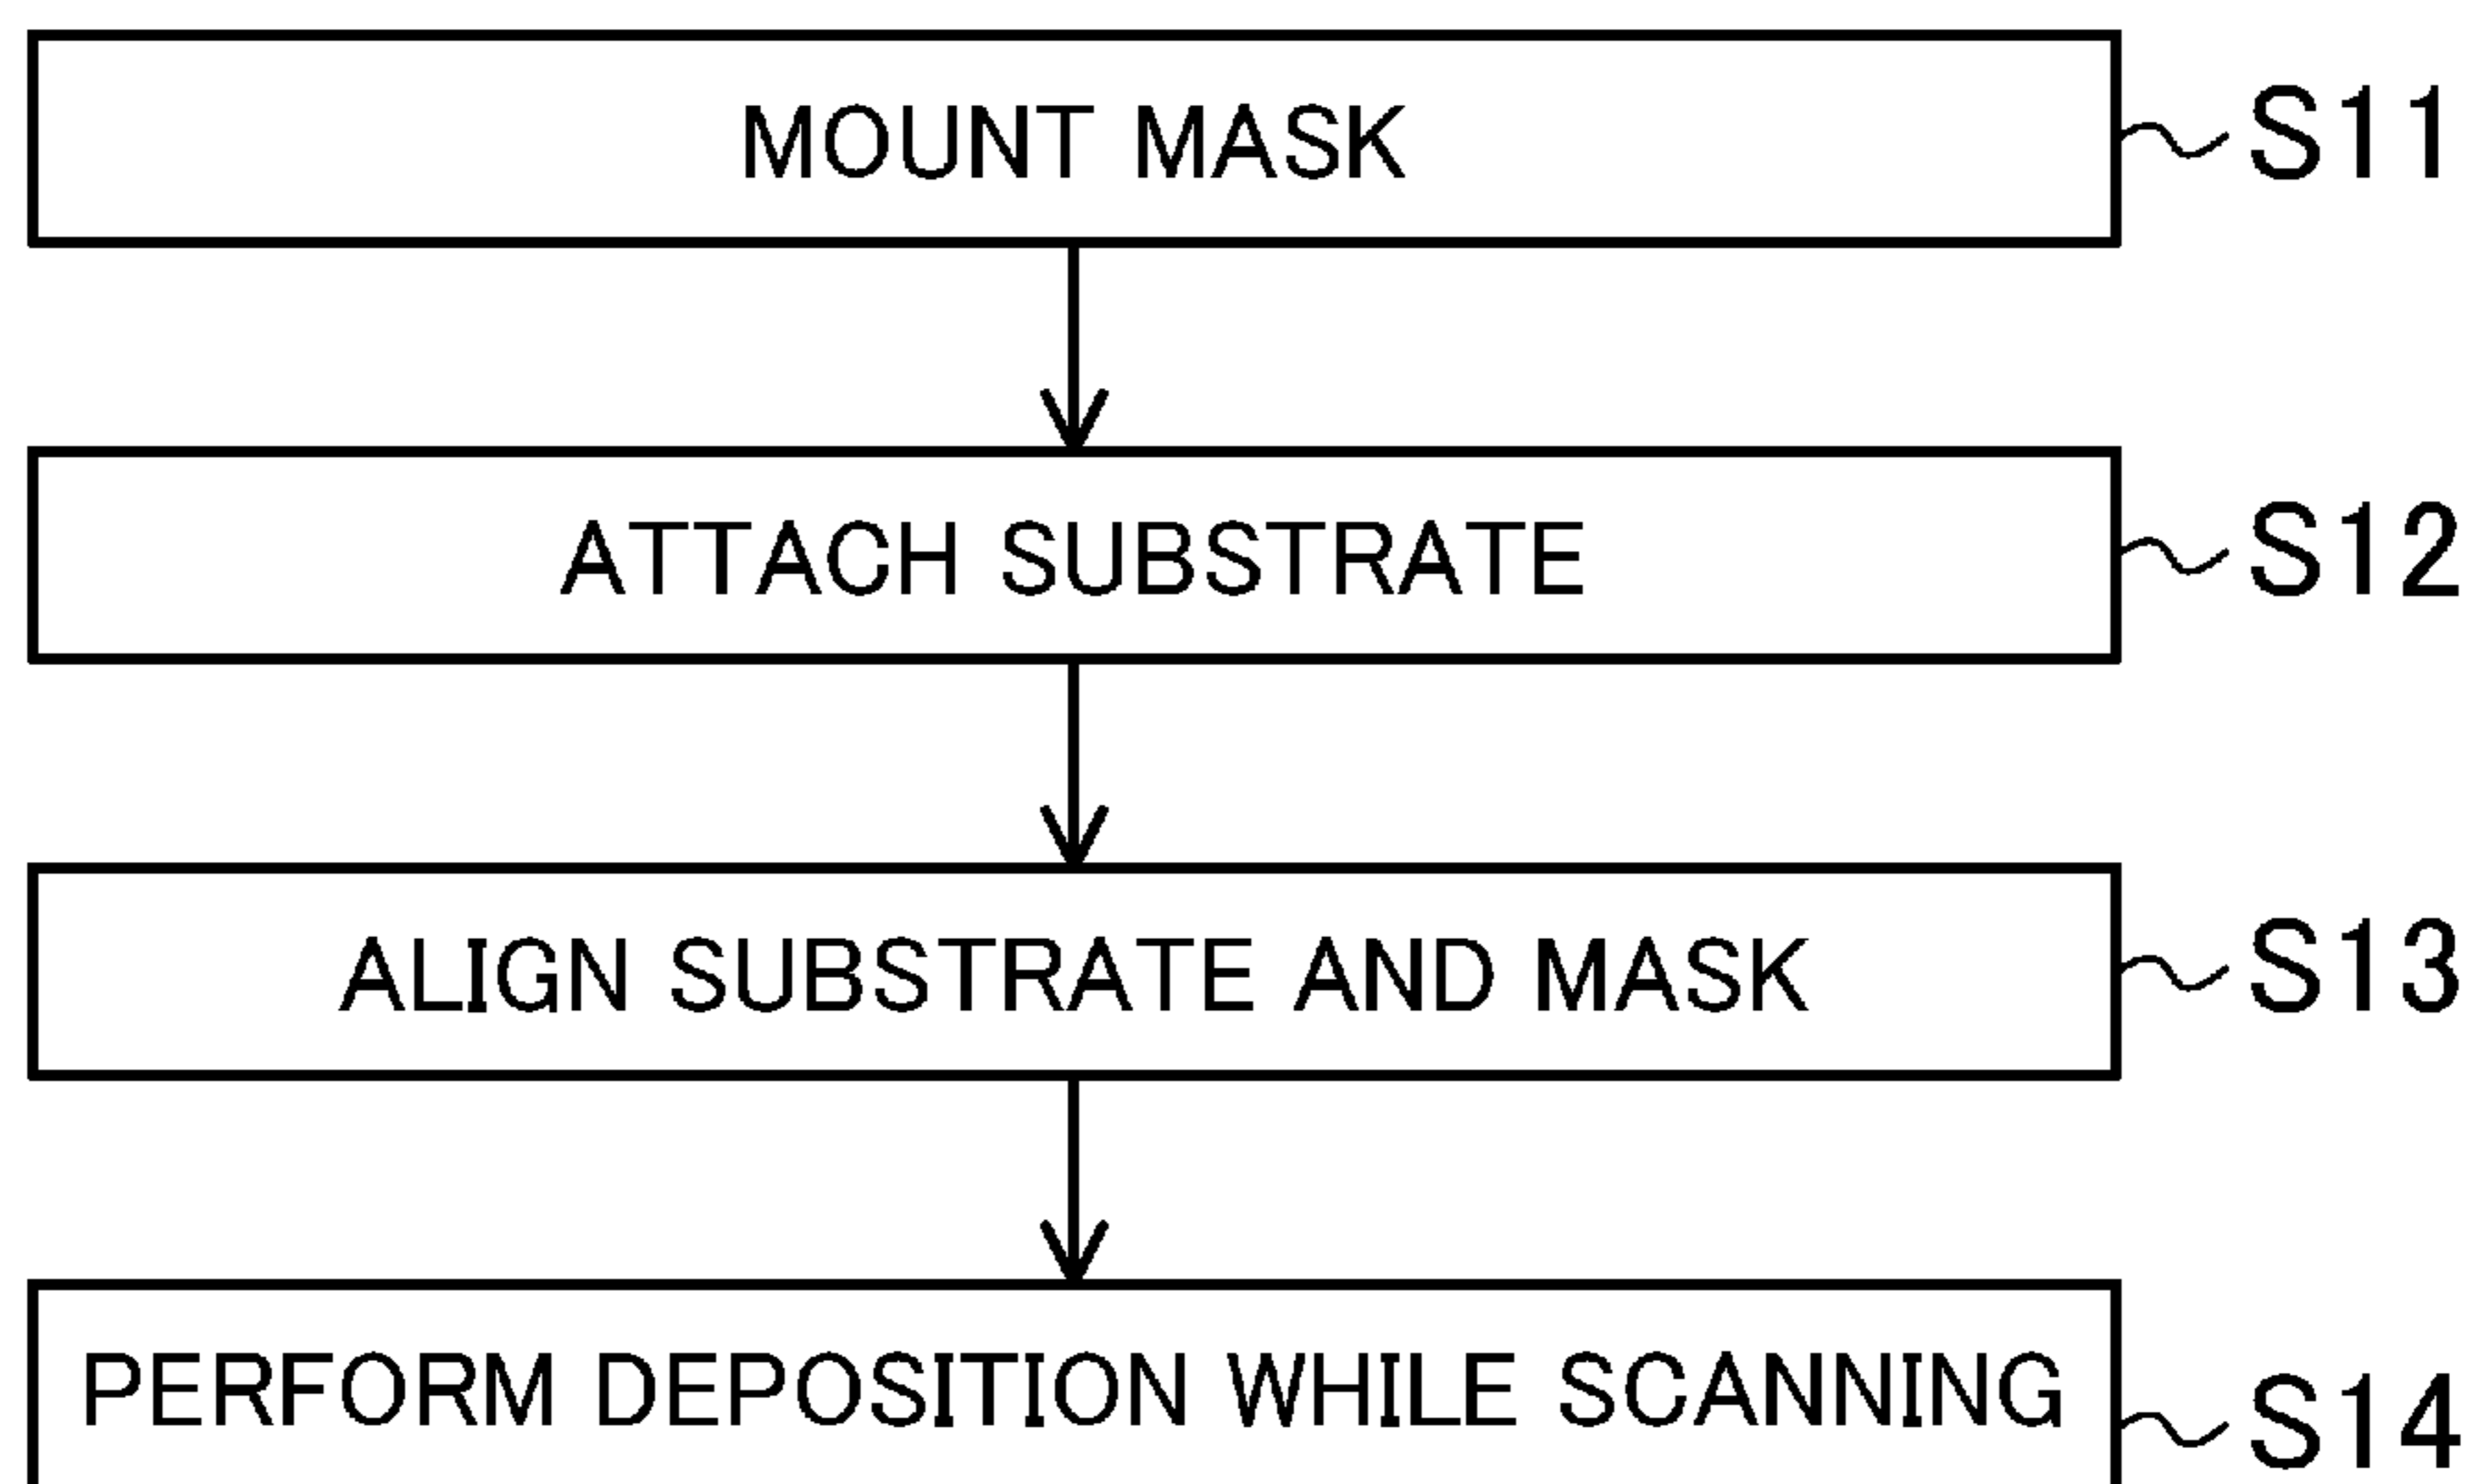 MOUNT MASK S11
ATTACH SUBSTRATE S12
ALIGN SUBSTRATE AND MASK S13
PERFORM DEPOSITION WHILE SCANNING S14